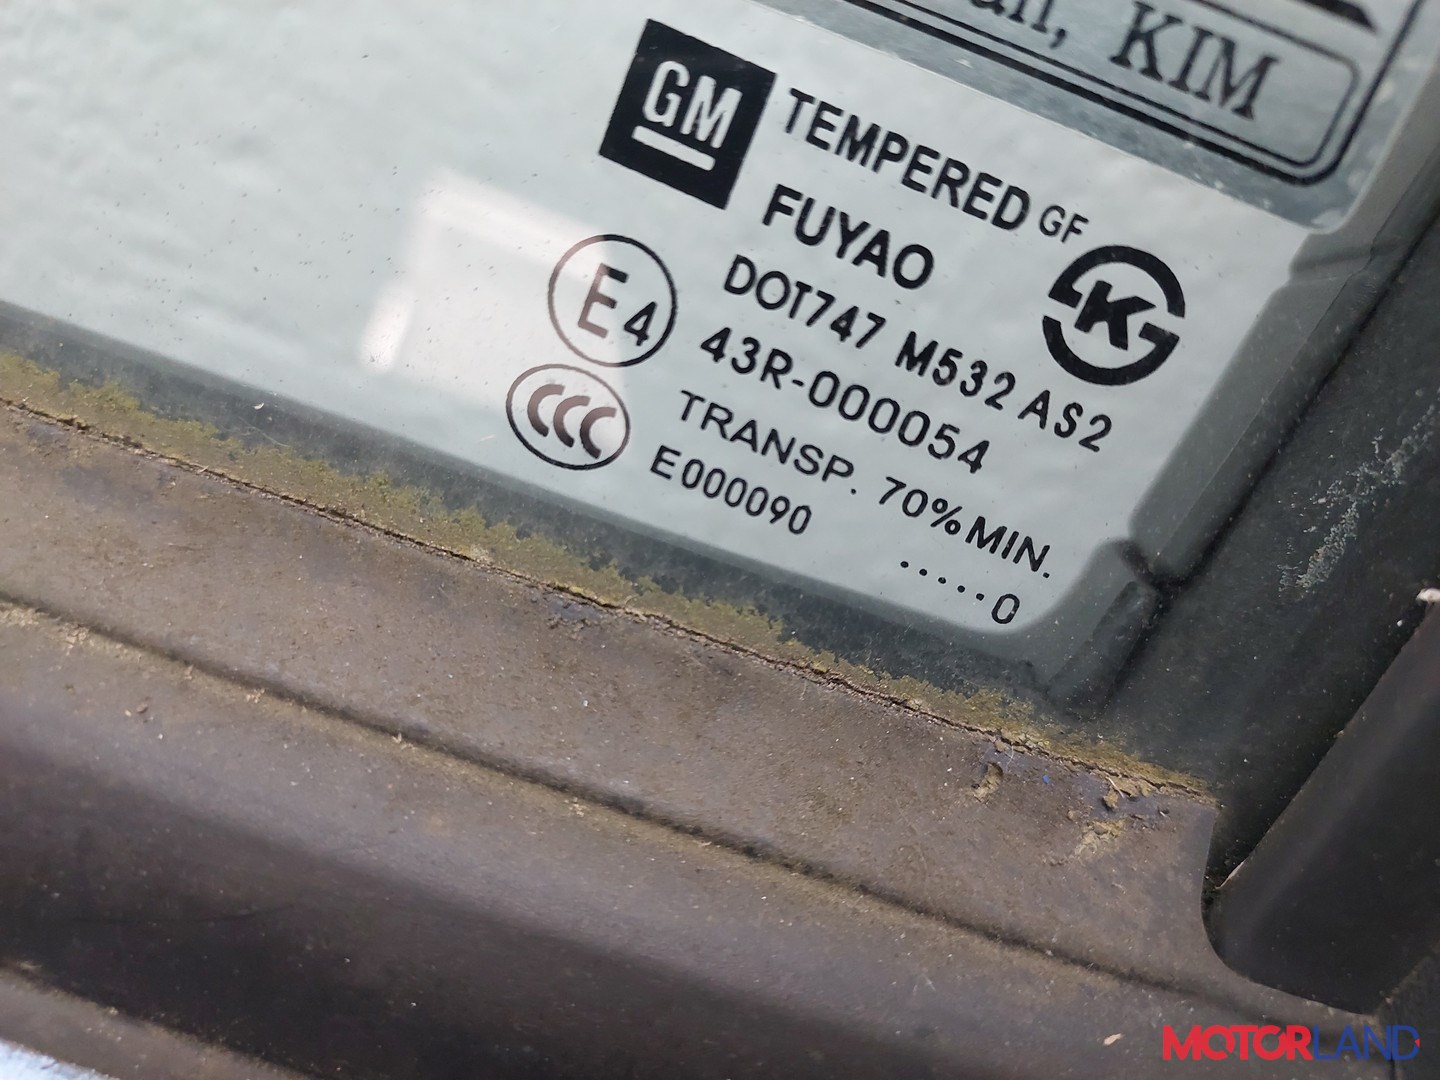 KIM
GM
TEMPERED GF
FUYAO
DOT747 M532 AS2
E4
43R-000054
CCC
TRANSP. 70%MIN.
E000090
.....0
K
MOTORLAND